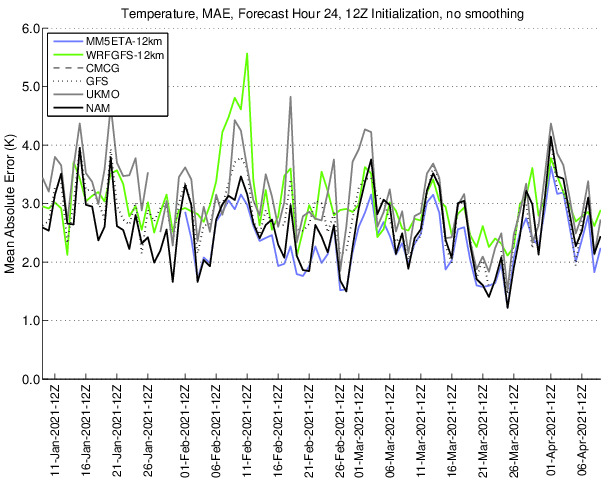 Temperature, MAE, Forecast Hour 24, 12Z Initialization, no smoothing
Mean Absolute Error (K)
6.0
5.0
4.0
3.0
2.0
1.0
0.0
MM5ETA-12km
WRFGFS-12km
CMCG
GFS
UKMO
NAM
11-Jan-2021-12Z
16-Jan-2021-12Z
21-Jan-2021-12Z
26-Jan-2021-12Z
01-Feb-2021-12Z
06-Feb-2021-12Z
11-Feb-2021-12Z
16-Feb-2021-12Z
21-Feb-2021-12Z
26-Feb-2021-12Z
01-Mar-2021-12Z
06-Mar-2021-12Z
11-Mar-2021-12Z
16-Mar-2021-12Z
21-Mar-2021-12Z
26-Mar-2021-12Z
01-Apr-2021-12Z
06-Apr-2021-12Z